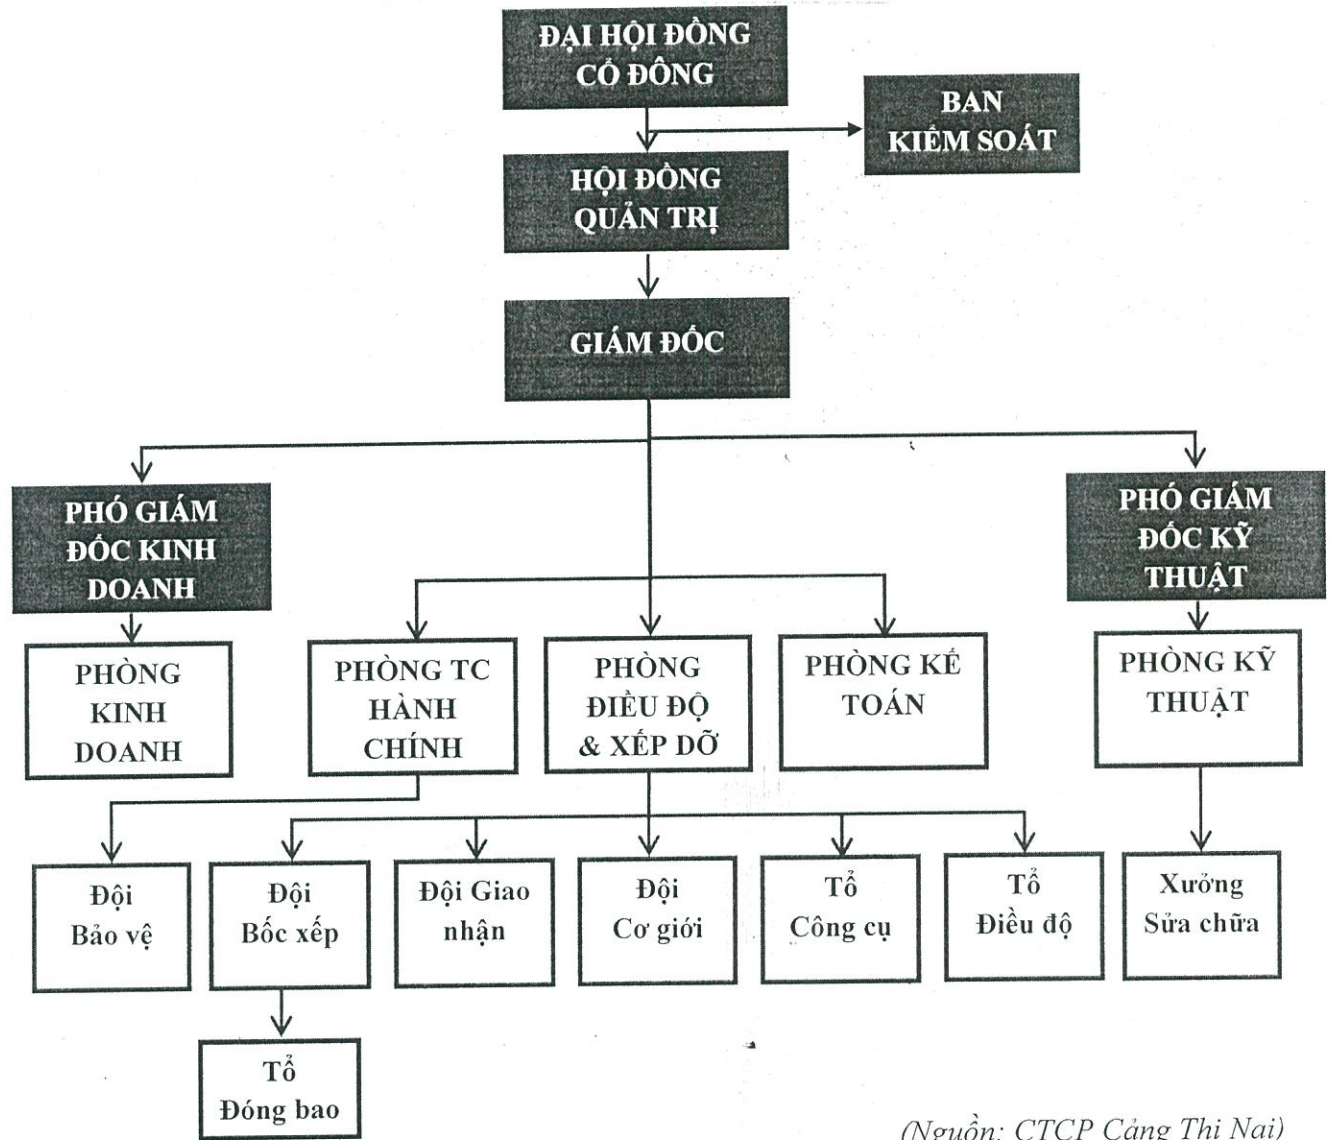 ĐẠI HỘI ĐỒNG
CỔ ĐÔNG
BAN
KIỂM SOÁT
HỘI ĐỒNG
QUẢN TRỊ
GIÁM ĐỐC
PHÓ GIÁM
ĐỐC KINH
DOANH
PHÓ GIÁM
ĐỐC KỸ
THUẬT
PHÒNG
KINH
DOANH
PHÒNG TC
HÀNH
CHÍNH
PHÒNG
ĐIỀU ĐỘ
& XẾP DỠ
PHÒNG KẾ
TOÁN
PHÒNG KỸ
THUẬT
Đội
Bảo vệ
Đội
Bốc xếp
Đội Giao
nhận
Đội
Cơ giới
Tổ
Công cụ
Tổ
Điều độ
Xưởng
Sửa chữa
Tổ
Đóng bao
(Nguồn: CTCP Cảng Thị Nại)